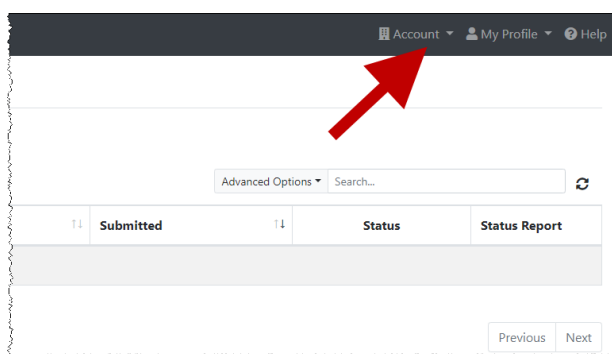 Account My Profile Help
Advanced Options Search...
Submitted Status Status Report
Previous Next